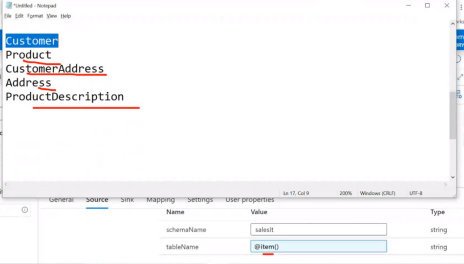 *Untitled - Notepad
File Edit Format View Help
Customer
Product
CustomerAddress
Address
ProductDescription
Ln 17, Col 9 200% Windows (CRLF) UTF-8
General Source Sink Mapping Settings User properties
Name Value Type
schemaName saleslt string
tableName @item() string